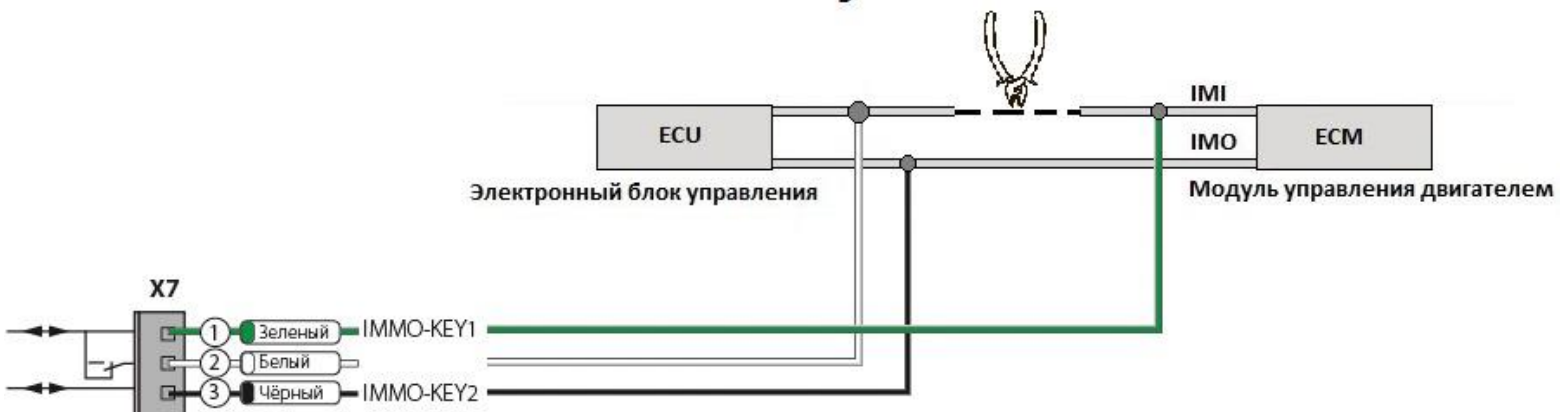 IMI
ECU
IMO
ECM
Электронный блок управления
Модуль управления двигателем
X7
1 Зеленый IMMO-KEY1
2 Белый
3 Чёрный IMMO-KEY2